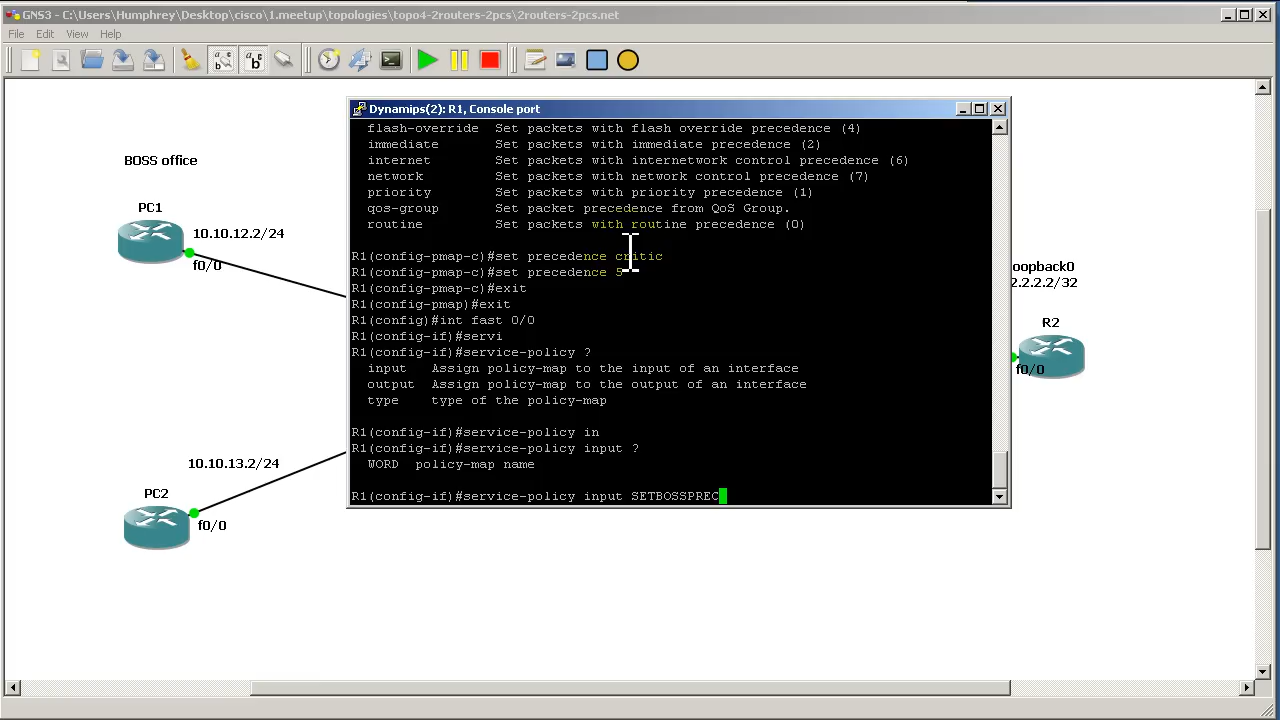 GNS3 - C:\Users\Humphrey\Desktop\cisco\1.meetup\topologies\topo4-2routers-2pcs\2routers-2pcs.net
File Edit View Help
Dynamips(2): R1, Console port
flash-override Set packets with flash override precedence (4)
immediate Set packets with immediate precedence (2)
internet Set packets with internetwork control precedence (6)
network Set packets with network control precedence (7)
priority Set packets with priority precedence (1)
qos-group Set packet precedence from QoS Group.
routine Set packets with routine precedence (0)
R1(config-pmap-c)#set precedence critic
R1(config-pmap-c)#set precedence 5
R1(config-pmap-c)#exit
R1(config-pmap)#exit
R1(config)#int fast 0/0
R1(config-if)#servi
R1(config-if)#service-policy ?
input Assign policy-map to the input of an interface
output Assign policy-map to the output of an interface
type type of the policy-map
R1(config-if)#service-policy in
R1(config-if)#service-policy input ?
WORD policy-map name
R1(config-if)#service-policy input SETBOSSPREC
BOSS office
PC1
10.10.12.2/24
f0/0
10.10.13.2/24
PC2
f0/0
oopback0
2.2.2.2/32
R2
f0/0